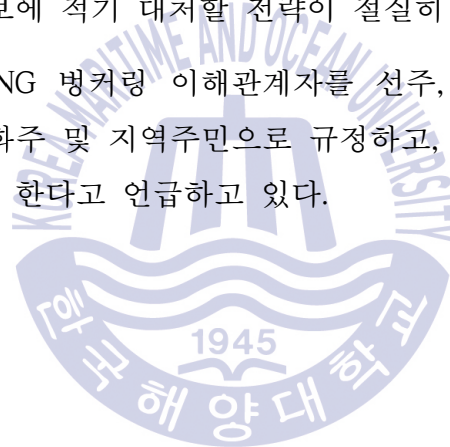 보에 적기 대처할 전략이 절실히
NG 벙커링 이해관계자를 선주,
화주 및 지역주민으로 규정하고,
한다고 언급하고 있다.
KOREA MARITIME AND OCEAN UNIVERSITY
1945
한국해양대학교